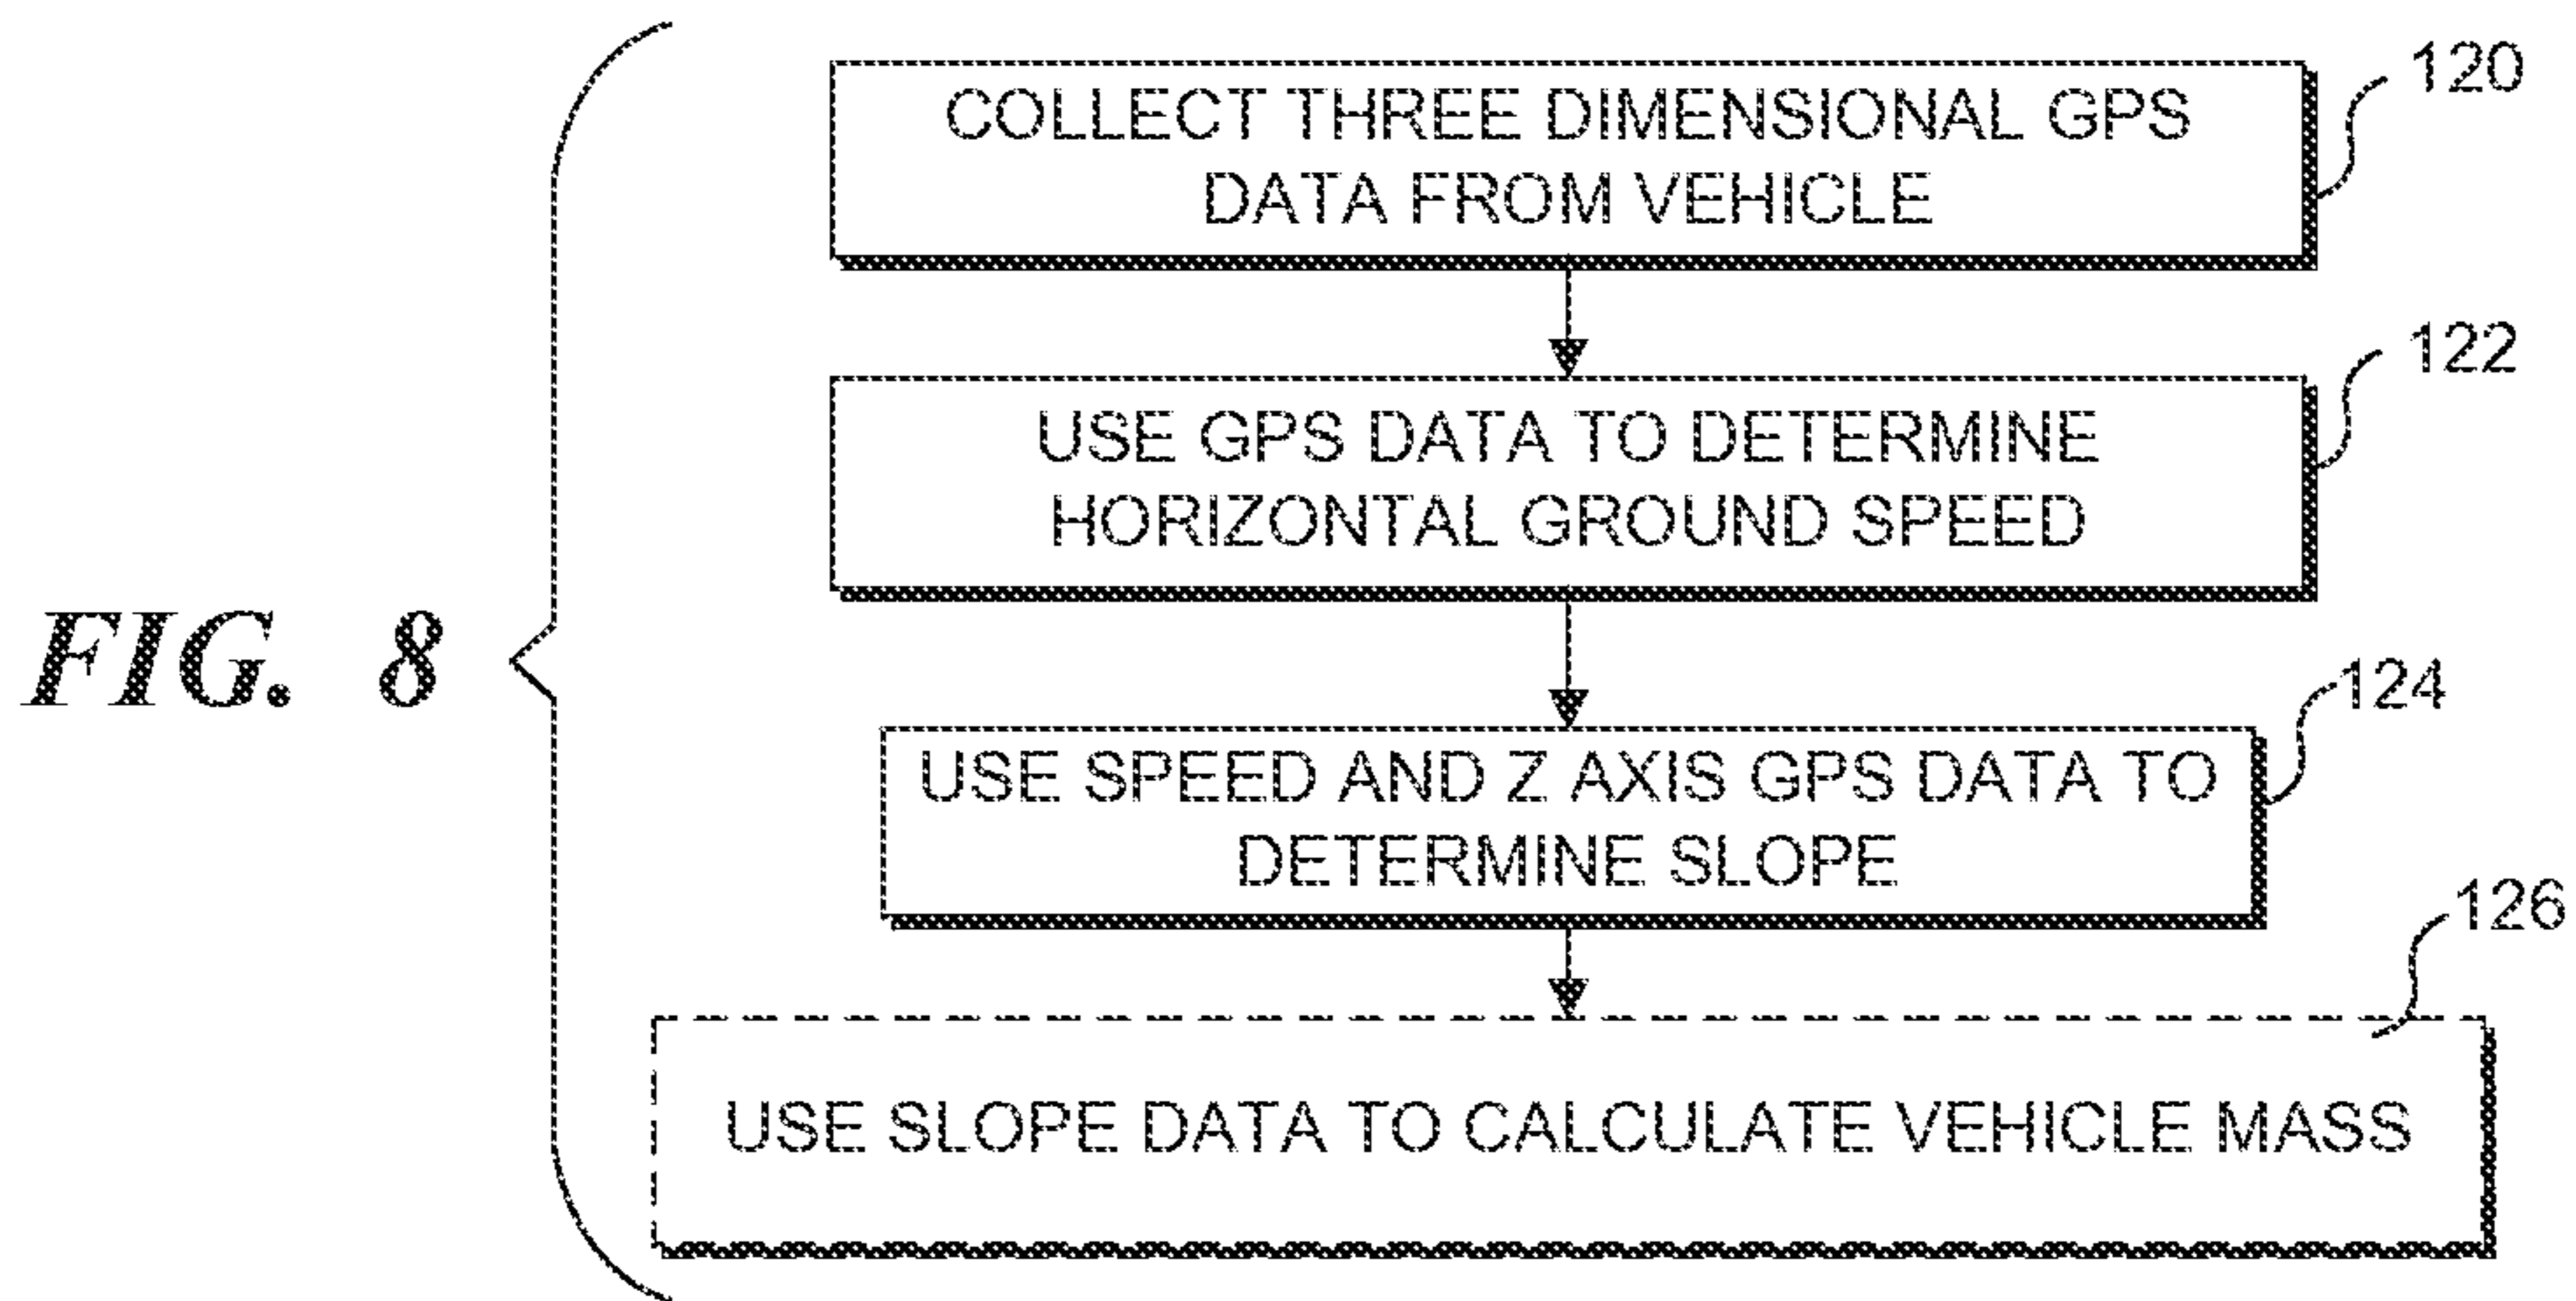 COLLECT THREE DIMENSIONAL GPS
DATA FROM VEHICLE
120
USE GPS DATA TO DETERMINE
HORIZONTAL GROUND SPEED
122
FIG. 8
USE SPEED AND Z AXIS GPS DATA TO
DETERMINE SLOPE
124
USE SLOPE DATA TO CALCULATE VEHICLE MASS
126